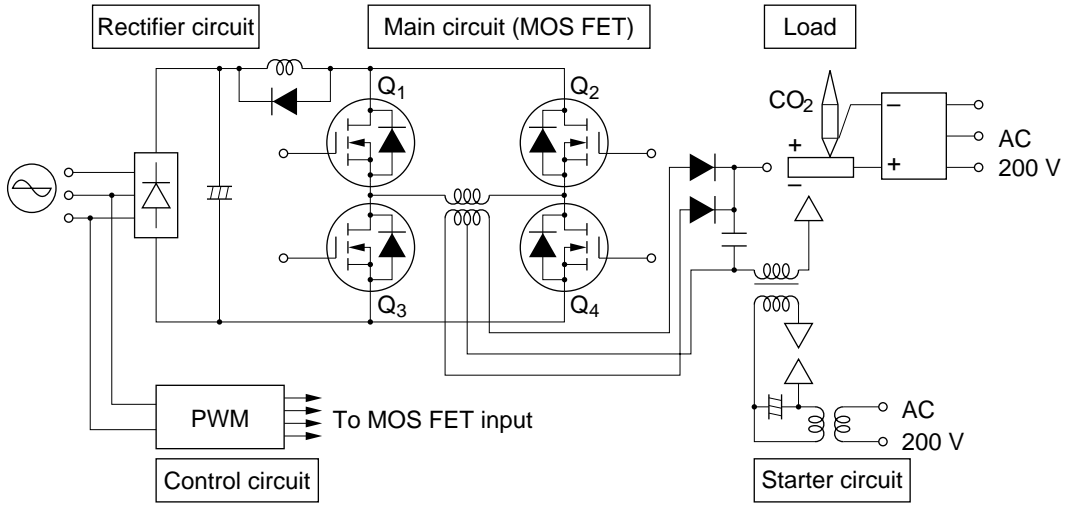 Rectifier circuit
Main circuit (MOS FET)
Load
Q1
Q2
CO2
−
+
+
−
AC
200 V
Q3
Q4
PWM
To MOS FET input
AC
200 V
Control circuit
Starter circuit